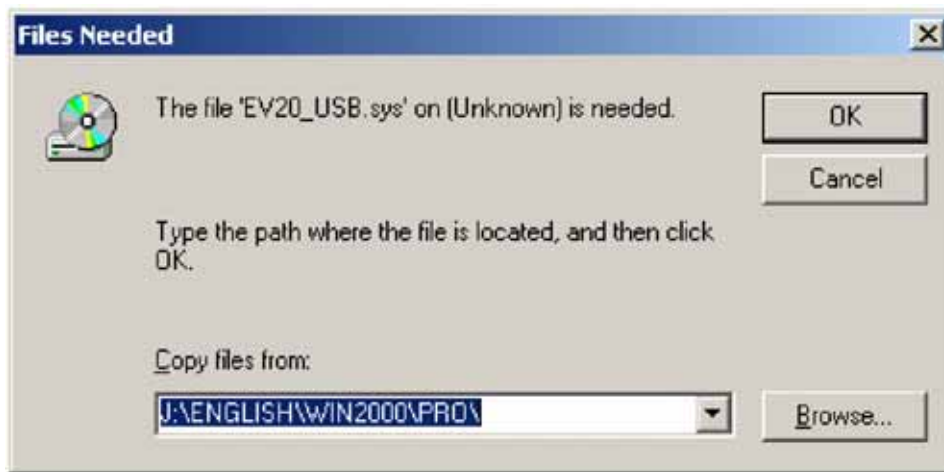 Files Needed
The file 'EV20_USB.sys' on (Unknown) is needed.
OK
Cancel
Type the path where the file is located, and then click
OK.
Copy files from:
J:\ENGLISH\WIN2000\PRO\
Browse...